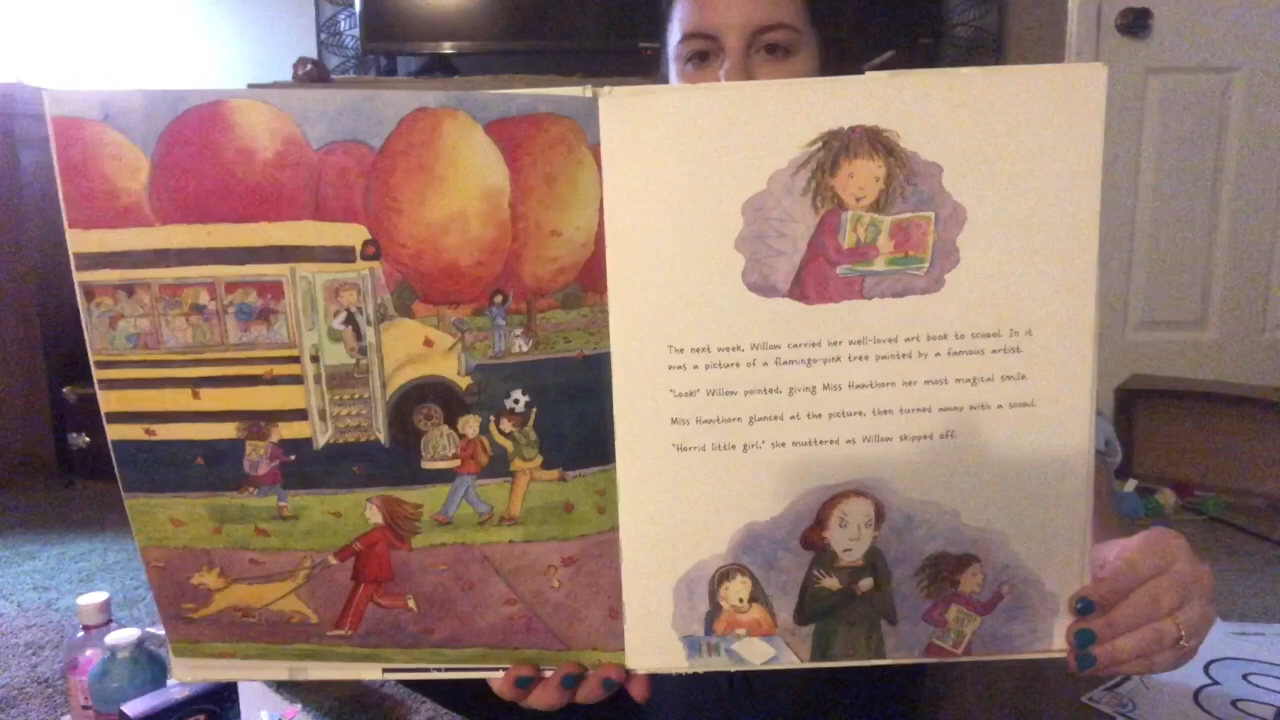 The next week, Willow carried her well-loved art book to school. In it
was a picture of a flamingo-pink tree painted by a famous artist.
"Look!" Willow pointed, giving Miss Hawthorn her most magical smile.
Miss Hawthorn glanced at the picture, then turned away with a scowl.
"Horrid little girl," she muttered as Willow skipped off.